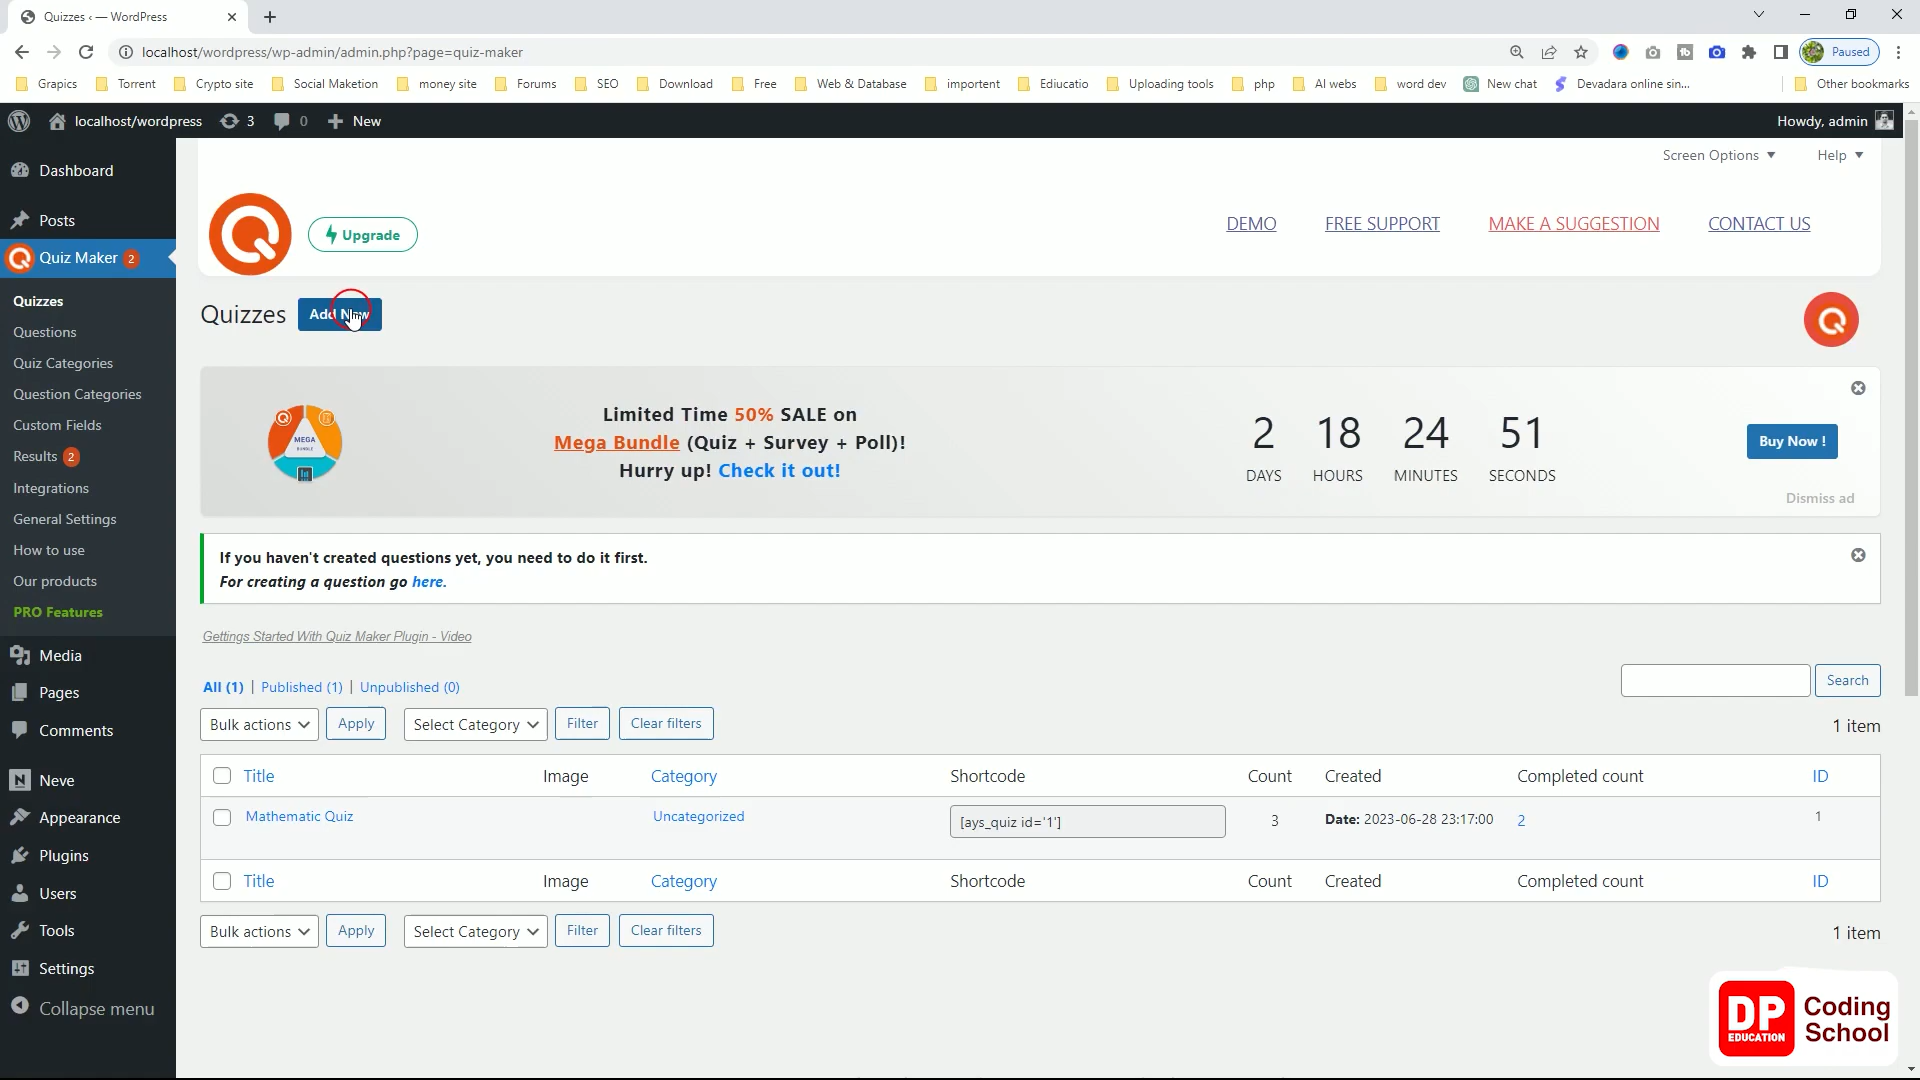 Quizzes ‹ — WordPress
localhost/wordpress/wp-admin/admin.php?page=quiz-maker
Paused
Grapics
Torrent
Crypto site
Social Maketion
money site
Forums
SEO
Download
Free
Web & Database
importent
Educatio
Uploading tools
php
AI webs
word dev
New chat
Devadara online sin...
Other bookmarks
localhost/wordpress
3
0
New
Howdy, admin
Dashboard
Posts
Quiz Maker 2
Quizzes
Questions
Quiz Categories
Question Categories
Custom Fields
Results 2
Integrations
General Settings
How to use
Our products
PRO Features
Media
Pages
Comments
Neve
Appearance
Plugins
Users
Tools
Settings
Collapse menu
Screen Options
Help
Upgrade
DEMO
FREE SUPPORT
MAKE A SUGGESTION
CONTACT US
Quizzes
Add New
MEGA
BUNDLE
Limited Time 50% SALE on
Mega Bundle (Quiz + Survey + Poll)!
Hurry up! Check it out!
2 18 24 51
DAYS HOURS MINUTES SECONDS
Buy Now !
Dismiss ad
If you haven't created questions yet, you need to do it first.
For creating a question go here.
Gettings Started With Quiz Maker Plugin - Video
All (1) | Published (1) | Unpublished (0)
Search
Bulk actions
Apply
Select Category
Filter
Clear filters
1 item
Title Image Category Shortcode Count Created Completed count ID
Mathematic Quiz Uncategorized [ays_quiz id='1'] 3 Date: 2023-06-28 23:17:00 2 1
Title Image Category Shortcode Count Created Completed count ID
Bulk actions
Apply
Select Category
Filter
Clear filters
1 item
DP
EDUCATION
Coding
School